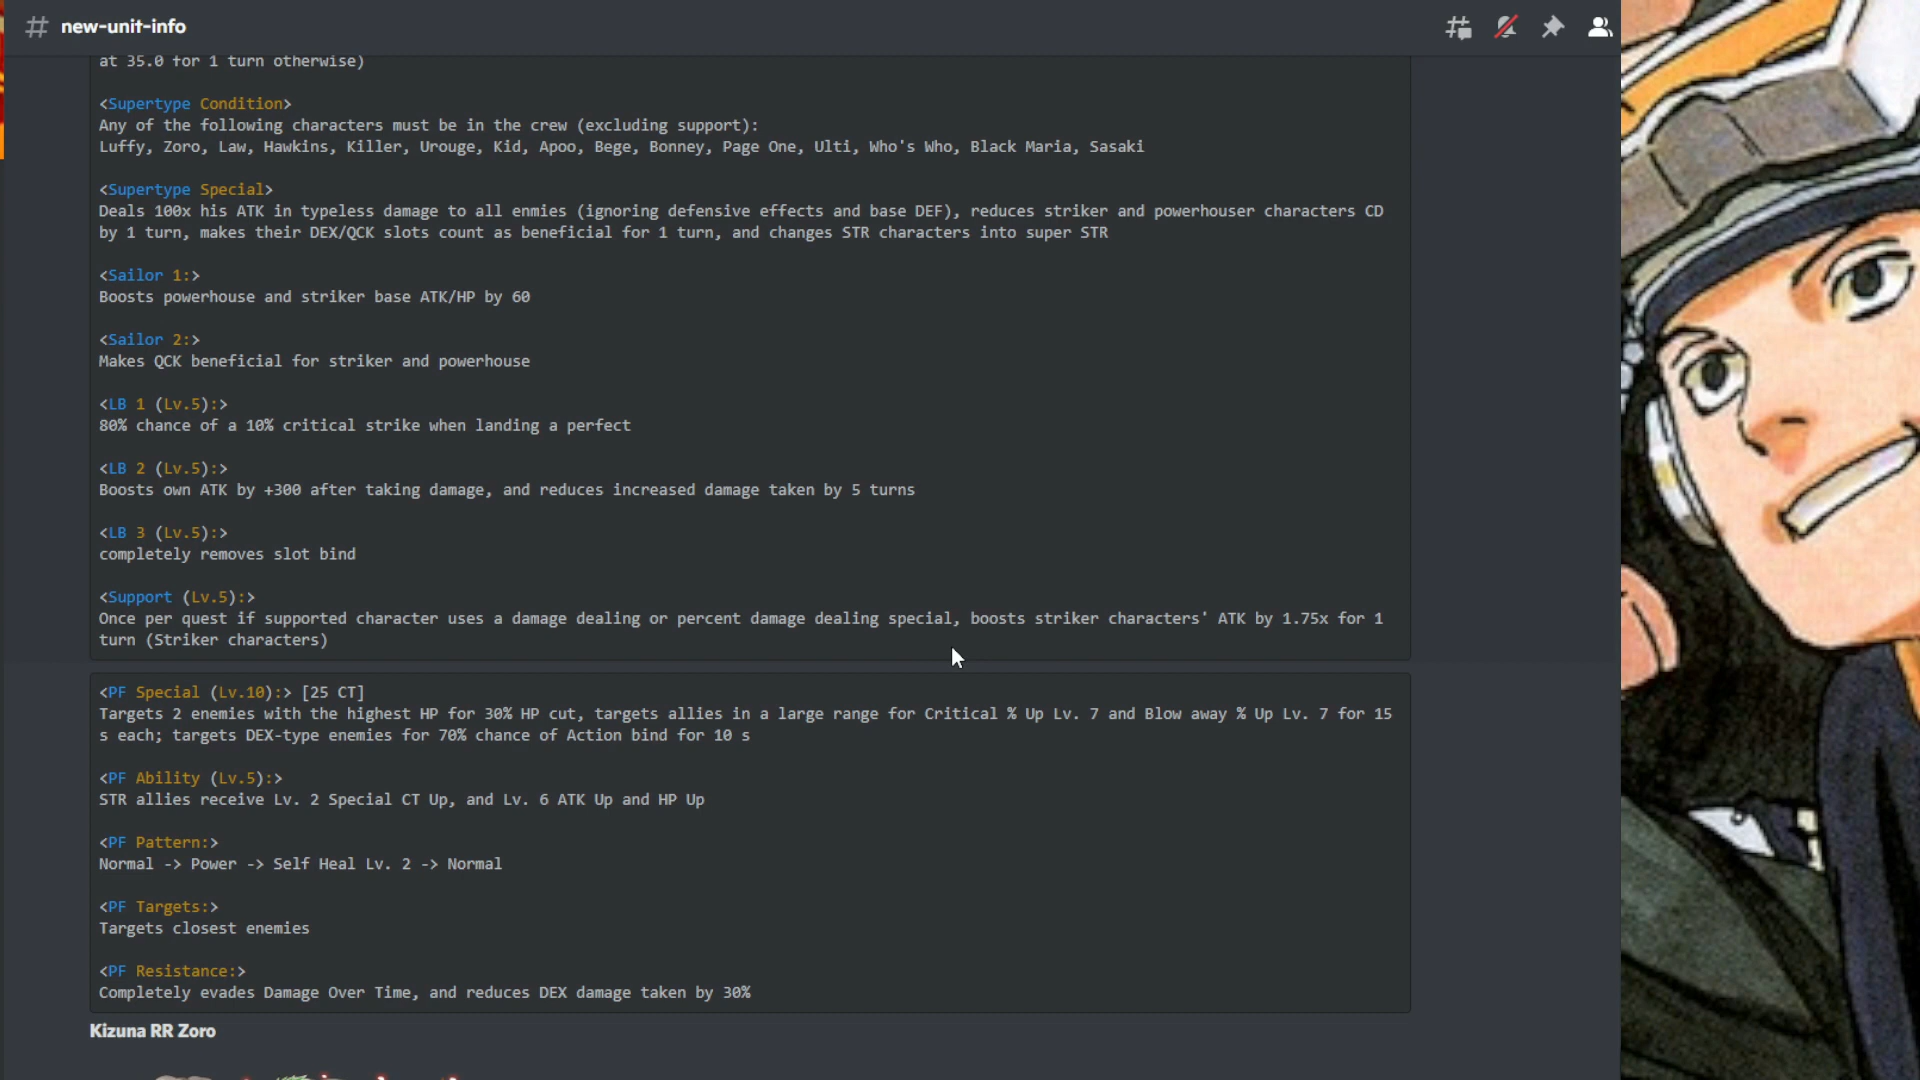 # new-unit-info
at 35.0 for 1 turn otherwise)
<Supertype Condition>
Any of the following characters must be in the crew (excluding support):
Luffy, Zoro, Law, Hawkins, Killer, Urouge, Kid, Apoo, Bege, Bonney, Page One, Ulti, Who's Who, Black Maria, Sasaki
<Supertype Special>
Deals 100x his ATK in typeless damage to all enmies (ignoring defensive effects and base DEF), reduces striker and powerhouser characters CD
by 1 turn, makes their DEX/QCK slots count as beneficial for 1 turn, and changes STR characters into super STR
<Sailor 1:>
Boosts powerhouse and striker base ATK/HP by 60
<Sailor 2:>
Makes QCK beneficial for striker and powerhouse
<LB 1 (Lv.5):>
80% chance of a 10% critical strike when landing a perfect
<LB 2 (Lv.5):>
Boosts own ATK by +300 after taking damage, and reduces increased damage taken by 5 turns
<LB 3 (Lv.5):>
completely removes slot bind
<Support (Lv.5):>
Once per quest if supported character uses a damage dealing or percent damage dealing special, boosts striker characters' ATK by 1.75x for 1
turn (Striker characters)
<PF Special (Lv.10):> [25 CT]
Targets 2 enemies with the highest HP for 30% HP cut, targets allies in a large range for Critical % Up Lv. 7 and Blow away % Up Lv. 7 for 15
s each; targets DEX-type enemies for 70% chance of Action bind for 10 s
<PF Ability (Lv.5):>
STR allies receive Lv. 2 Special CT Up, and Lv. 6 ATK Up and HP Up
<PF Pattern:>
Normal -> Power -> Self Heal Lv. 2 -> Normal
<PF Targets:>
Targets closest enemies
<PF Resistance:>
Completely evades Damage Over Time, and reduces DEX damage taken by 30%
Kizuna RR Zoro